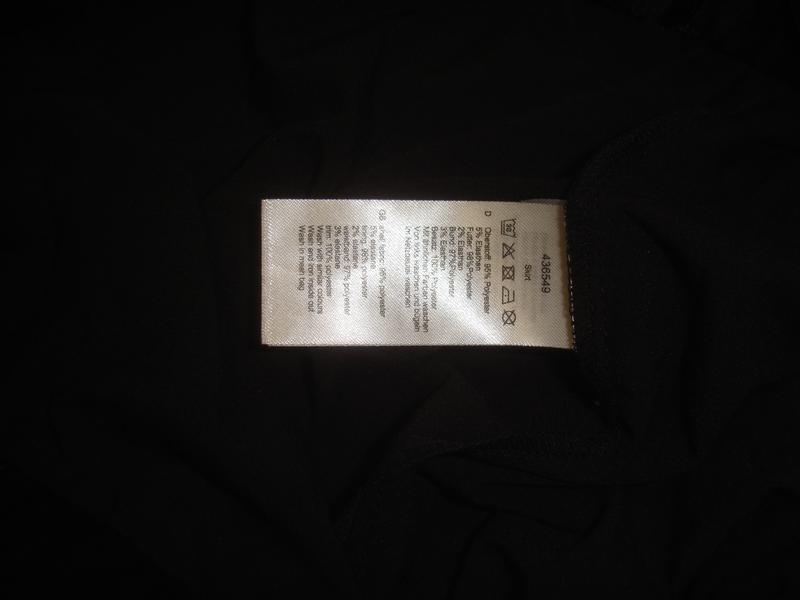 436549
Skirt
30
D Oberstoff: 95% Polyester
5% Elasthan
Futter: 98%Polyester
2% Elasthan
Bund: 97%Polyester
3% Elasthan
Besatz: 100% Polyester
Mit ähnlichen Farben waschen
Von links waschen und bügeln
Im Netzbeutel waschen
GB shell fabric: 95% polyester
5% elastane
lining: 98% polyester
2% elastane
waistband: 97% polyester
3% elastane
trim: 100% polyester
Wash with similar colours
Wash and iron inside out
Wash in mesh bag